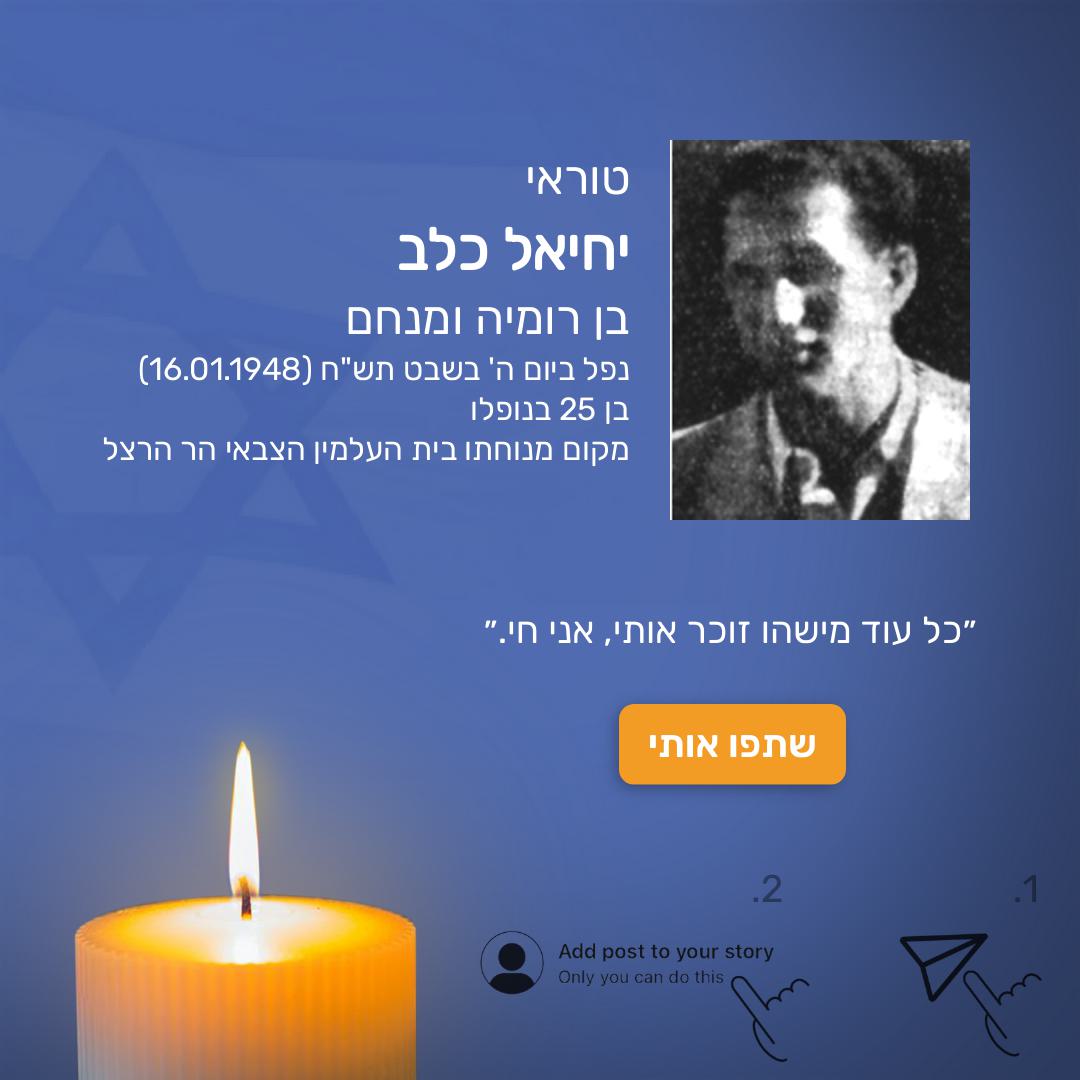 טוראי
יחיאל כלב
בן רומיה ומנחם
נפל ביום ה' בשבט תש"ח (16.01.1948)
בן 25 בנופלו
מקום מנוחתו בית העלמין הצבאי הר הרצל
״כל עוד מישהו זוכר אותי, אני חי.״
שתפו אותי
.1
.2
Add post to your story
Only you can do this